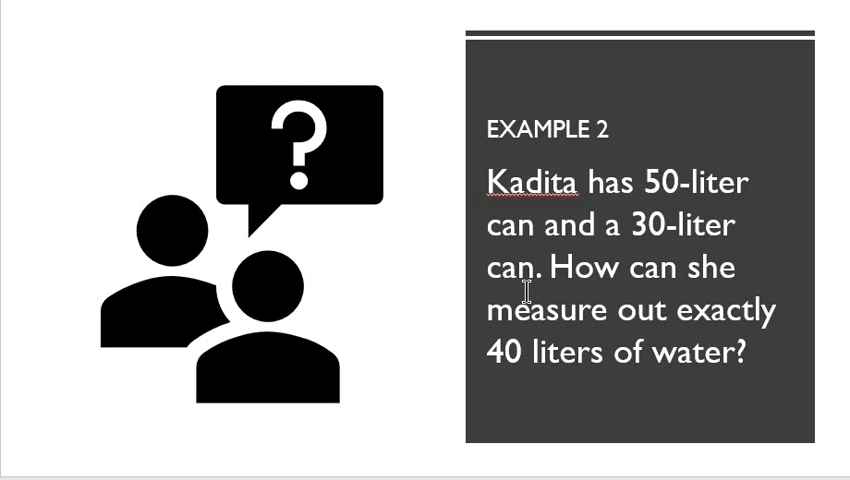 ?
EXAMPLE 2
Kadita has 50-liter
can and a 30-liter
can. How can she
measure out exactly
40 liters of water?